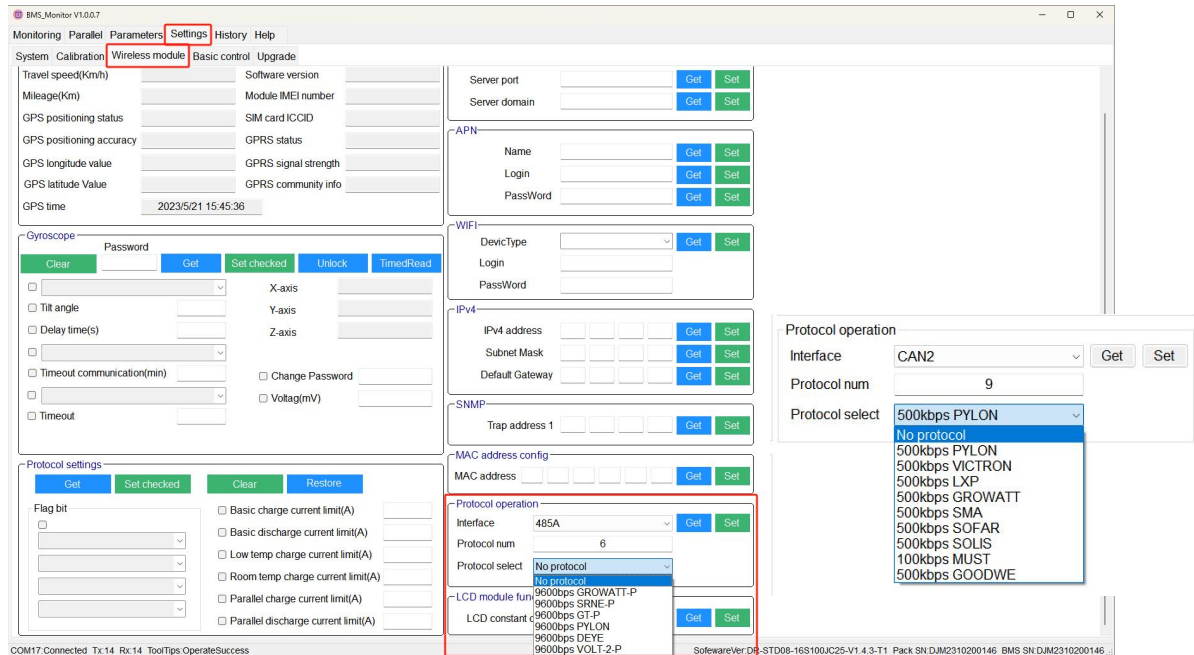 BMS_Monitor V1.0.0.7
Monitoring Parallel Parameters Settings History Help
System Calibration Wireless module Basic control Upgrade
Travel speed(Km/h) Software version
Mileage(Km) Module IMEI number
GPS positioning status SIM card ICCID
GPS positioning accuracy GPRS status
GPS longitude value GPRS signal strength
GPS latitude Value GPRS community info
GPS time 2023/5/21 15:45:36
Gyroscope
Password
Clear Get Set checked Unlock TimedRead
X-axis
Tilt angle Y-axis
Delay time(s) Z-axis
Timeout communication(min) Change Password
Voltag(mV)
Timeout
Protocol settings
Get Set checked Clear Restore
Flag bit
Basic charge current limit(A)
Basic discharge current limit(A)
Low temp charge current limit(A)
Room temp charge current limit(A)
Parallel charge current limit(A)
Parallel discharge current limit(A)
Server port Get Set
Server domain Get Set
APN
Name Get Set
Login Get Set
PassWord Get Set
WIFI
DevicType Get Set
Login
PassWord
IPv4
IPv4 address Get Set
Subnet Mask Get Set
Default Gateway Get Set
SNMP
Trap address 1 Get Set
MAC address config
MAC address Get Set
Protocol operation
Interface 485A Get Set
Protocol num 6
Protocol select No protocol
No protocol
9600bps GROWATT-P
9600bps SRNE-P
9600bps GT-P
9600bps PYLON
9600bps DEYE
9600bps VOLT-2-P
LCD module
LCD constant Get Set
Protocol operation
Interface CAN2 Get Set
Protocol num 9
Protocol select 500kbps PYLON
No protocol
500kbps PYLON
500kbps VICTRON
500kbps LXP
500kbps GROWATT
500kbps SMA
500kbps SOFAR
500kbps SOLIS
100kbps MUST
500kbps GOODWE
COM17:Connected Tx:14 Rx:14 ToolTips:OperateSuccess SofewareVer:DR-STD08-16S100JC25-V1.4.3-T1 Pack SN:DJM2310200146 BMS SN:DJM2310200146